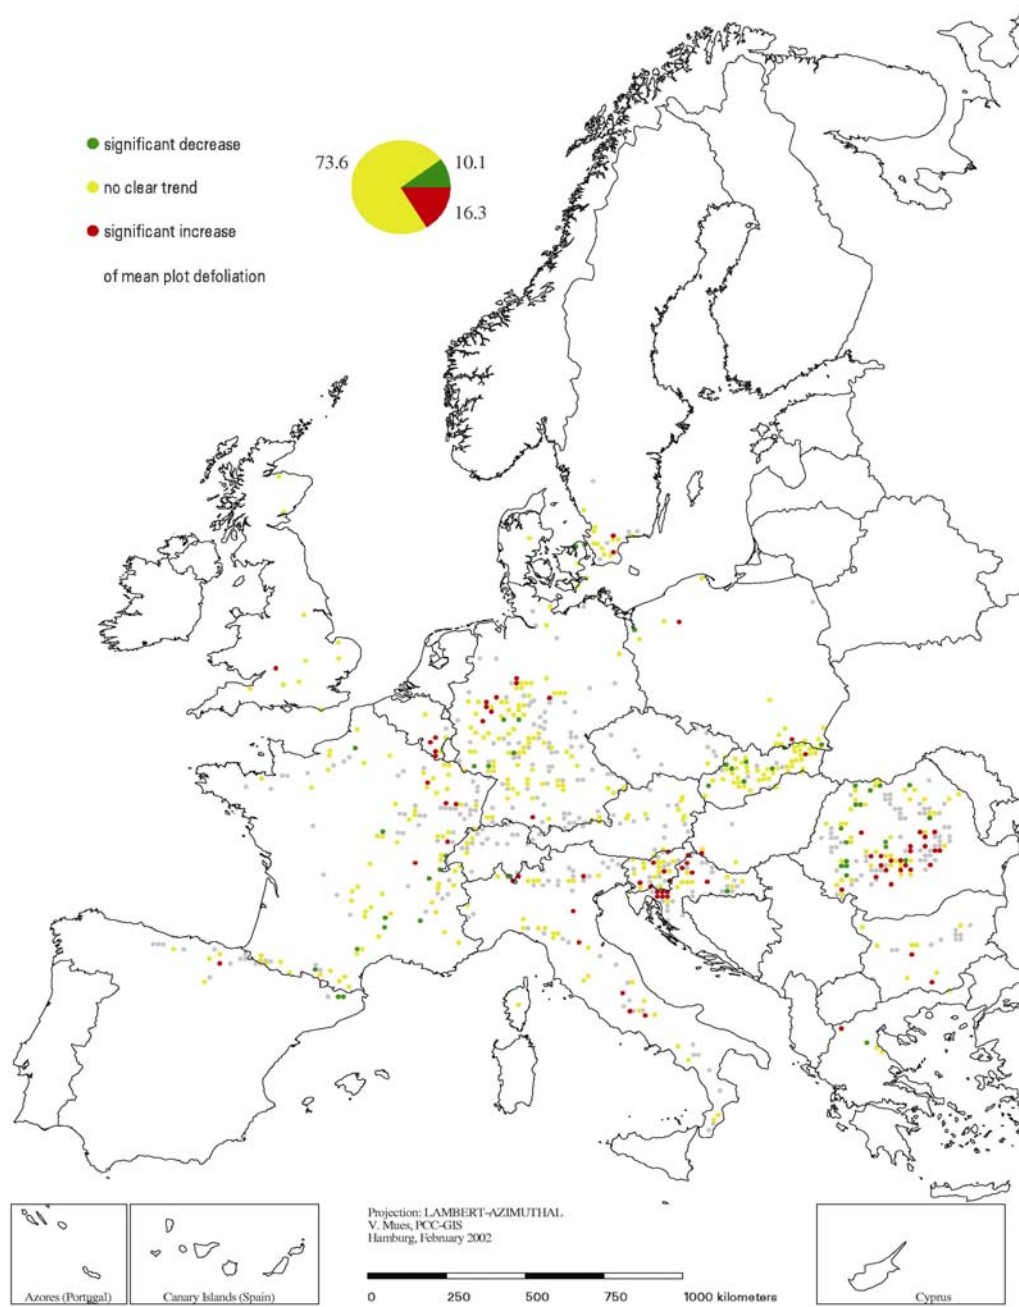 significant decrease
no clear trend
significant increase
of mean plot defoliation
73.6
10.1
16.3
Projection: LAMBERT-AZIMUTHAL
V. Mues, PCC-GIS
Hamburg, February 2002
0 250 500 750 1000 kilometers
Azores (Portugal)
Canary Islands (Spain)
Cyprus